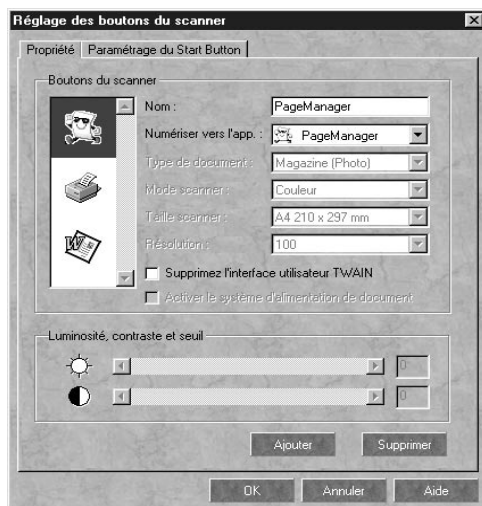 Réglage des boutons du scanner
Propriété Paramétrage du Start Button
Boutons du scanner
Nom : PageManager
Numériser vers l'app. : PageManager
Type de document : Magazine (Photo)
Mode scanner : Couleur
Taille scanner : A4 210 x 297 mm
Résolution : 100
Supprimez l'interface utilisateur TWAIN
Activer le système d'alimentation de document
Luminosité, contraste et seuil
0
0
Ajouter Supprimer
OK Annuler Aide